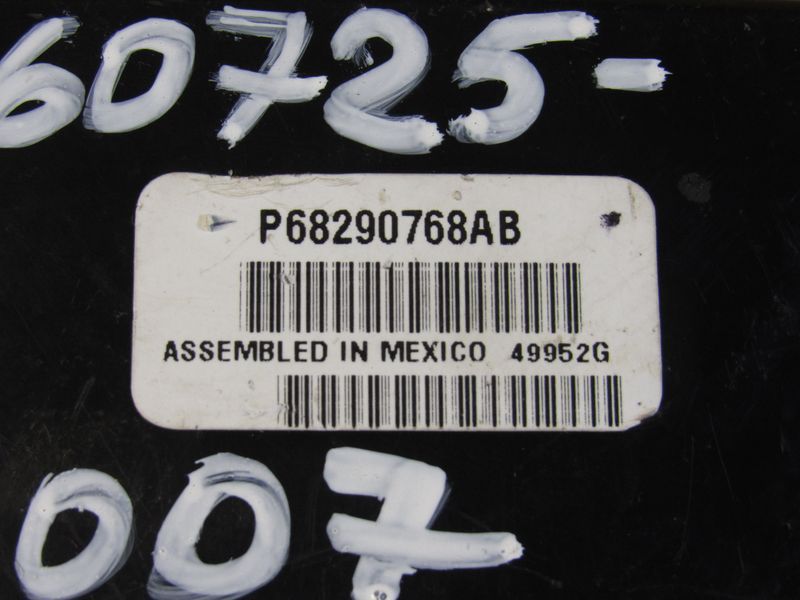 60725-
P68290768AB
ASSEMBLED IN MEXICO 49952G
007